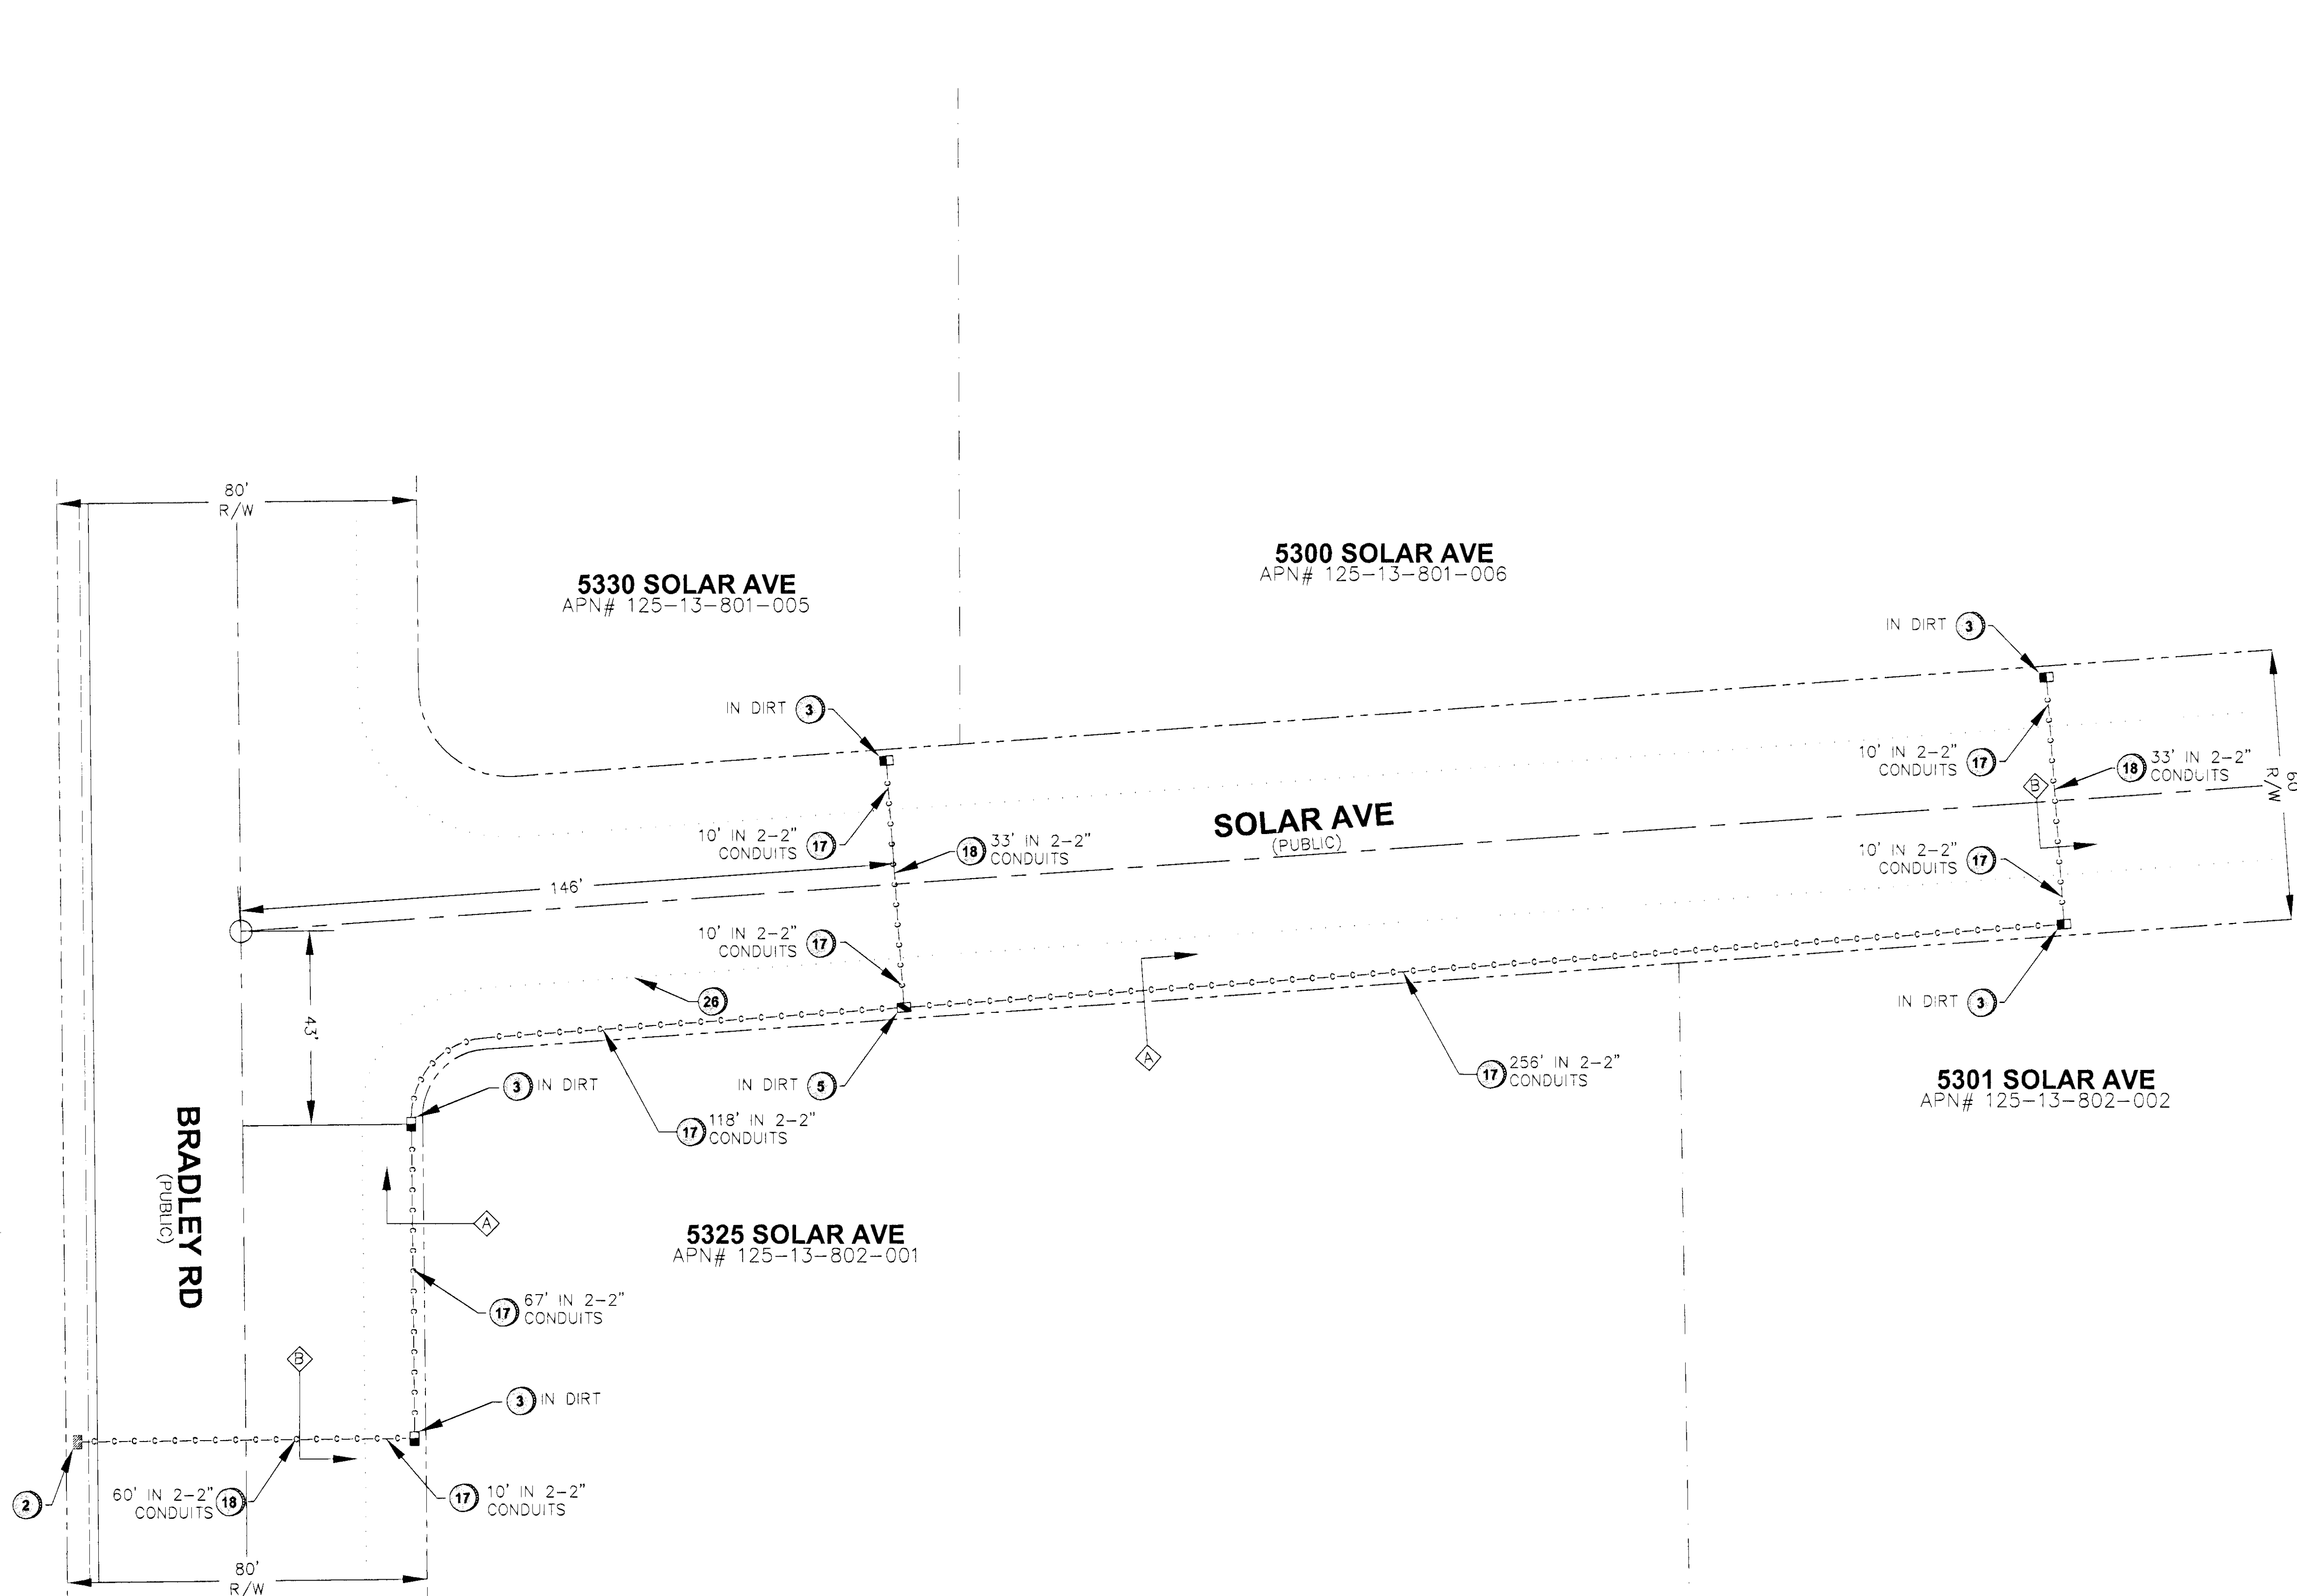 80'
R/W
5330 SOLAR AVE
APN# 125-13-801-005
5300 SOLAR AVE
APN# 125-13-801-006
IN DIRT 3
IN DIRT 3
10' IN 2-2"
CONDUITS 17
18 33' IN 2-2"
CONDUITS
60'
R/W
B
10' IN 2-2"
CONDUITS 17
10' IN 2-2"
CONDUITS 17
18 33' IN 2-2"
CONDUITS
SOLAR AVE
(PUBLIC)
146'
10' IN 2-2"
CONDUITS 17
26
43'
IN DIRT 3
A
3 IN DIRT
IN DIRT 5
17 256' IN 2-2"
CONDUITS
5301 SOLAR AVE
APN# 125-13-802-002
17 118' IN 2-2"
CONDUITS
BRADLEY RD
(PUBLIC)
A
5325 SOLAR AVE
APN# 125-13-802-001
17 67' IN 2-2"
CONDUITS
B
3 IN DIRT
2
60' IN 2-2"
CONDUITS 18
17 10' IN 2-2"
CONDUITS
80'
R/W